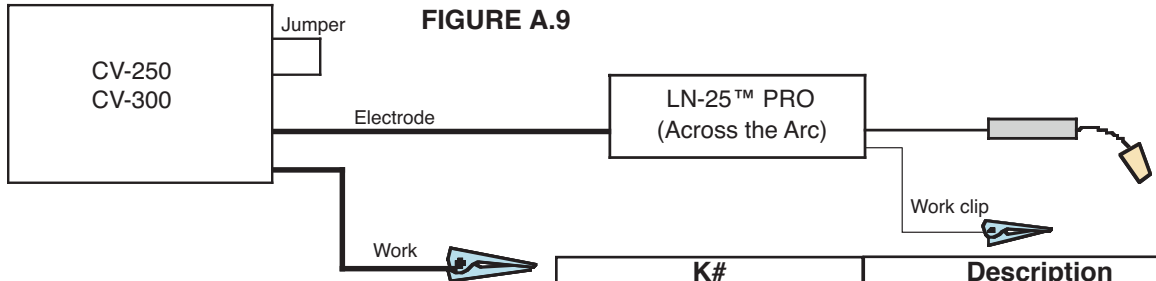 FIGURE A.9
Jumper
CV-250
CV-300
Electrode
LN-25™ PRO
(Across the Arc)
Work clip
Work
K# Description